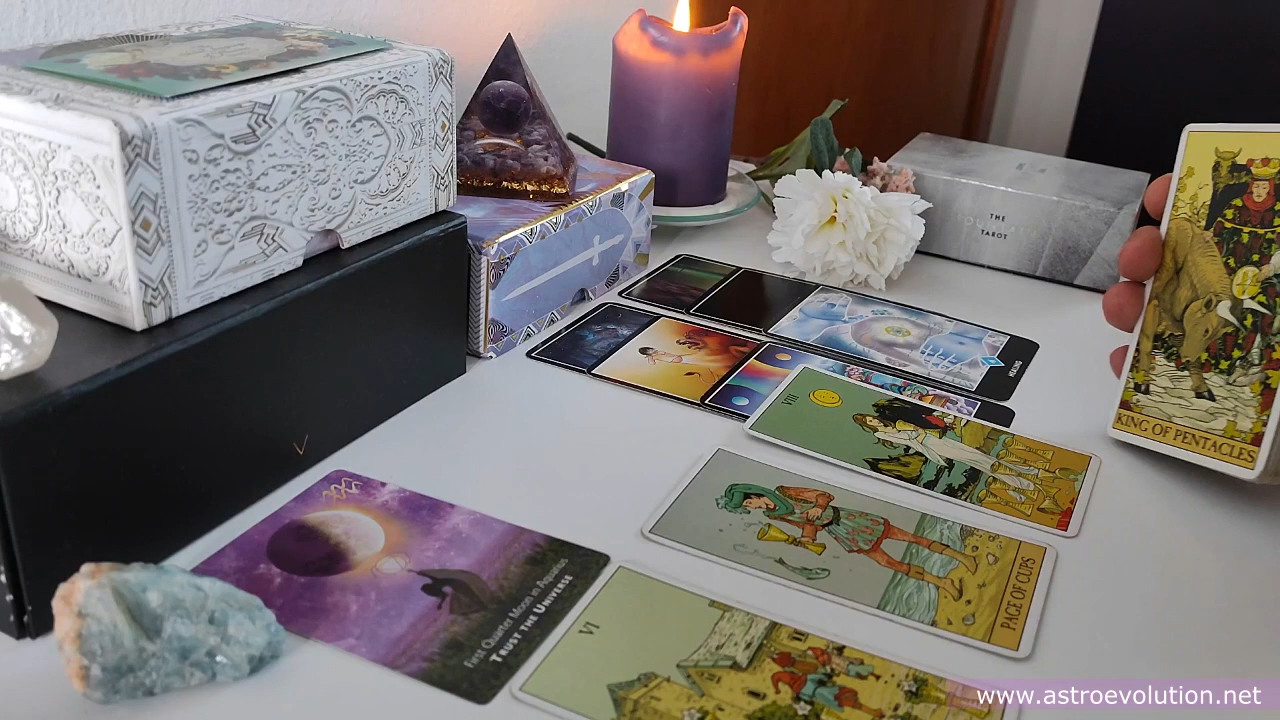 THE
TAROT
KING OF PENTACLES
HEALING
VIII
PAGE OF CUPS
First Quarter Moon in Aquarius
TRUST THE UNIVERSE
VI
www.astroevolution.net